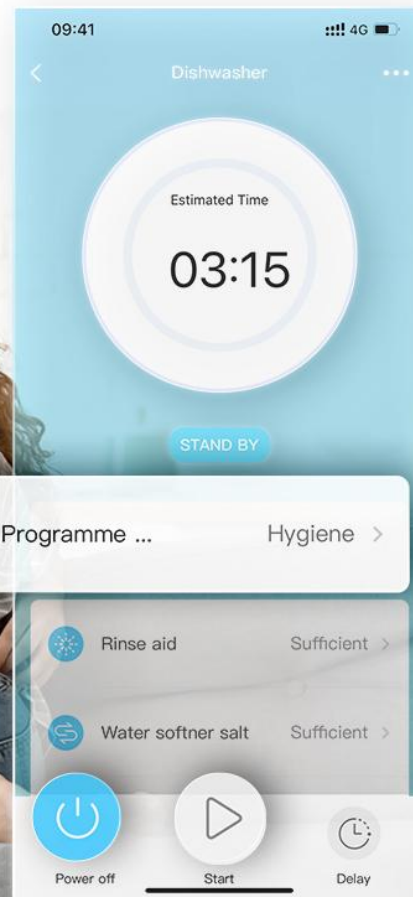 09:41 4G
Dishwasher
Estimated Time
03:15
STAND BY
Programme ... Hygiene
Rinse aid Sufficient
Water softner salt Sufficient
Power off Start Delay